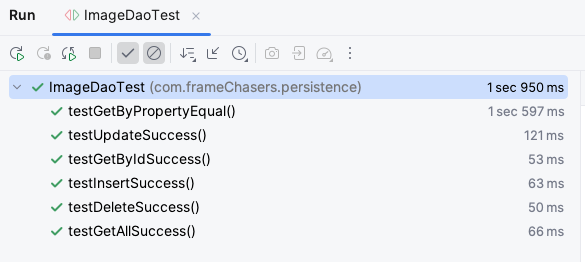 Run ImageDaoTest
ImageDaoTest (com.frameChasers.persistence) 1 sec 950 ms
testGetByPropertyEqual() 1 sec 597 ms
testUpdateSuccess() 121 ms
testGetByIdSuccess() 53 ms
testInsertSuccess() 63 ms
testDeleteSuccess() 50 ms
testGetAllSuccess() 66 ms